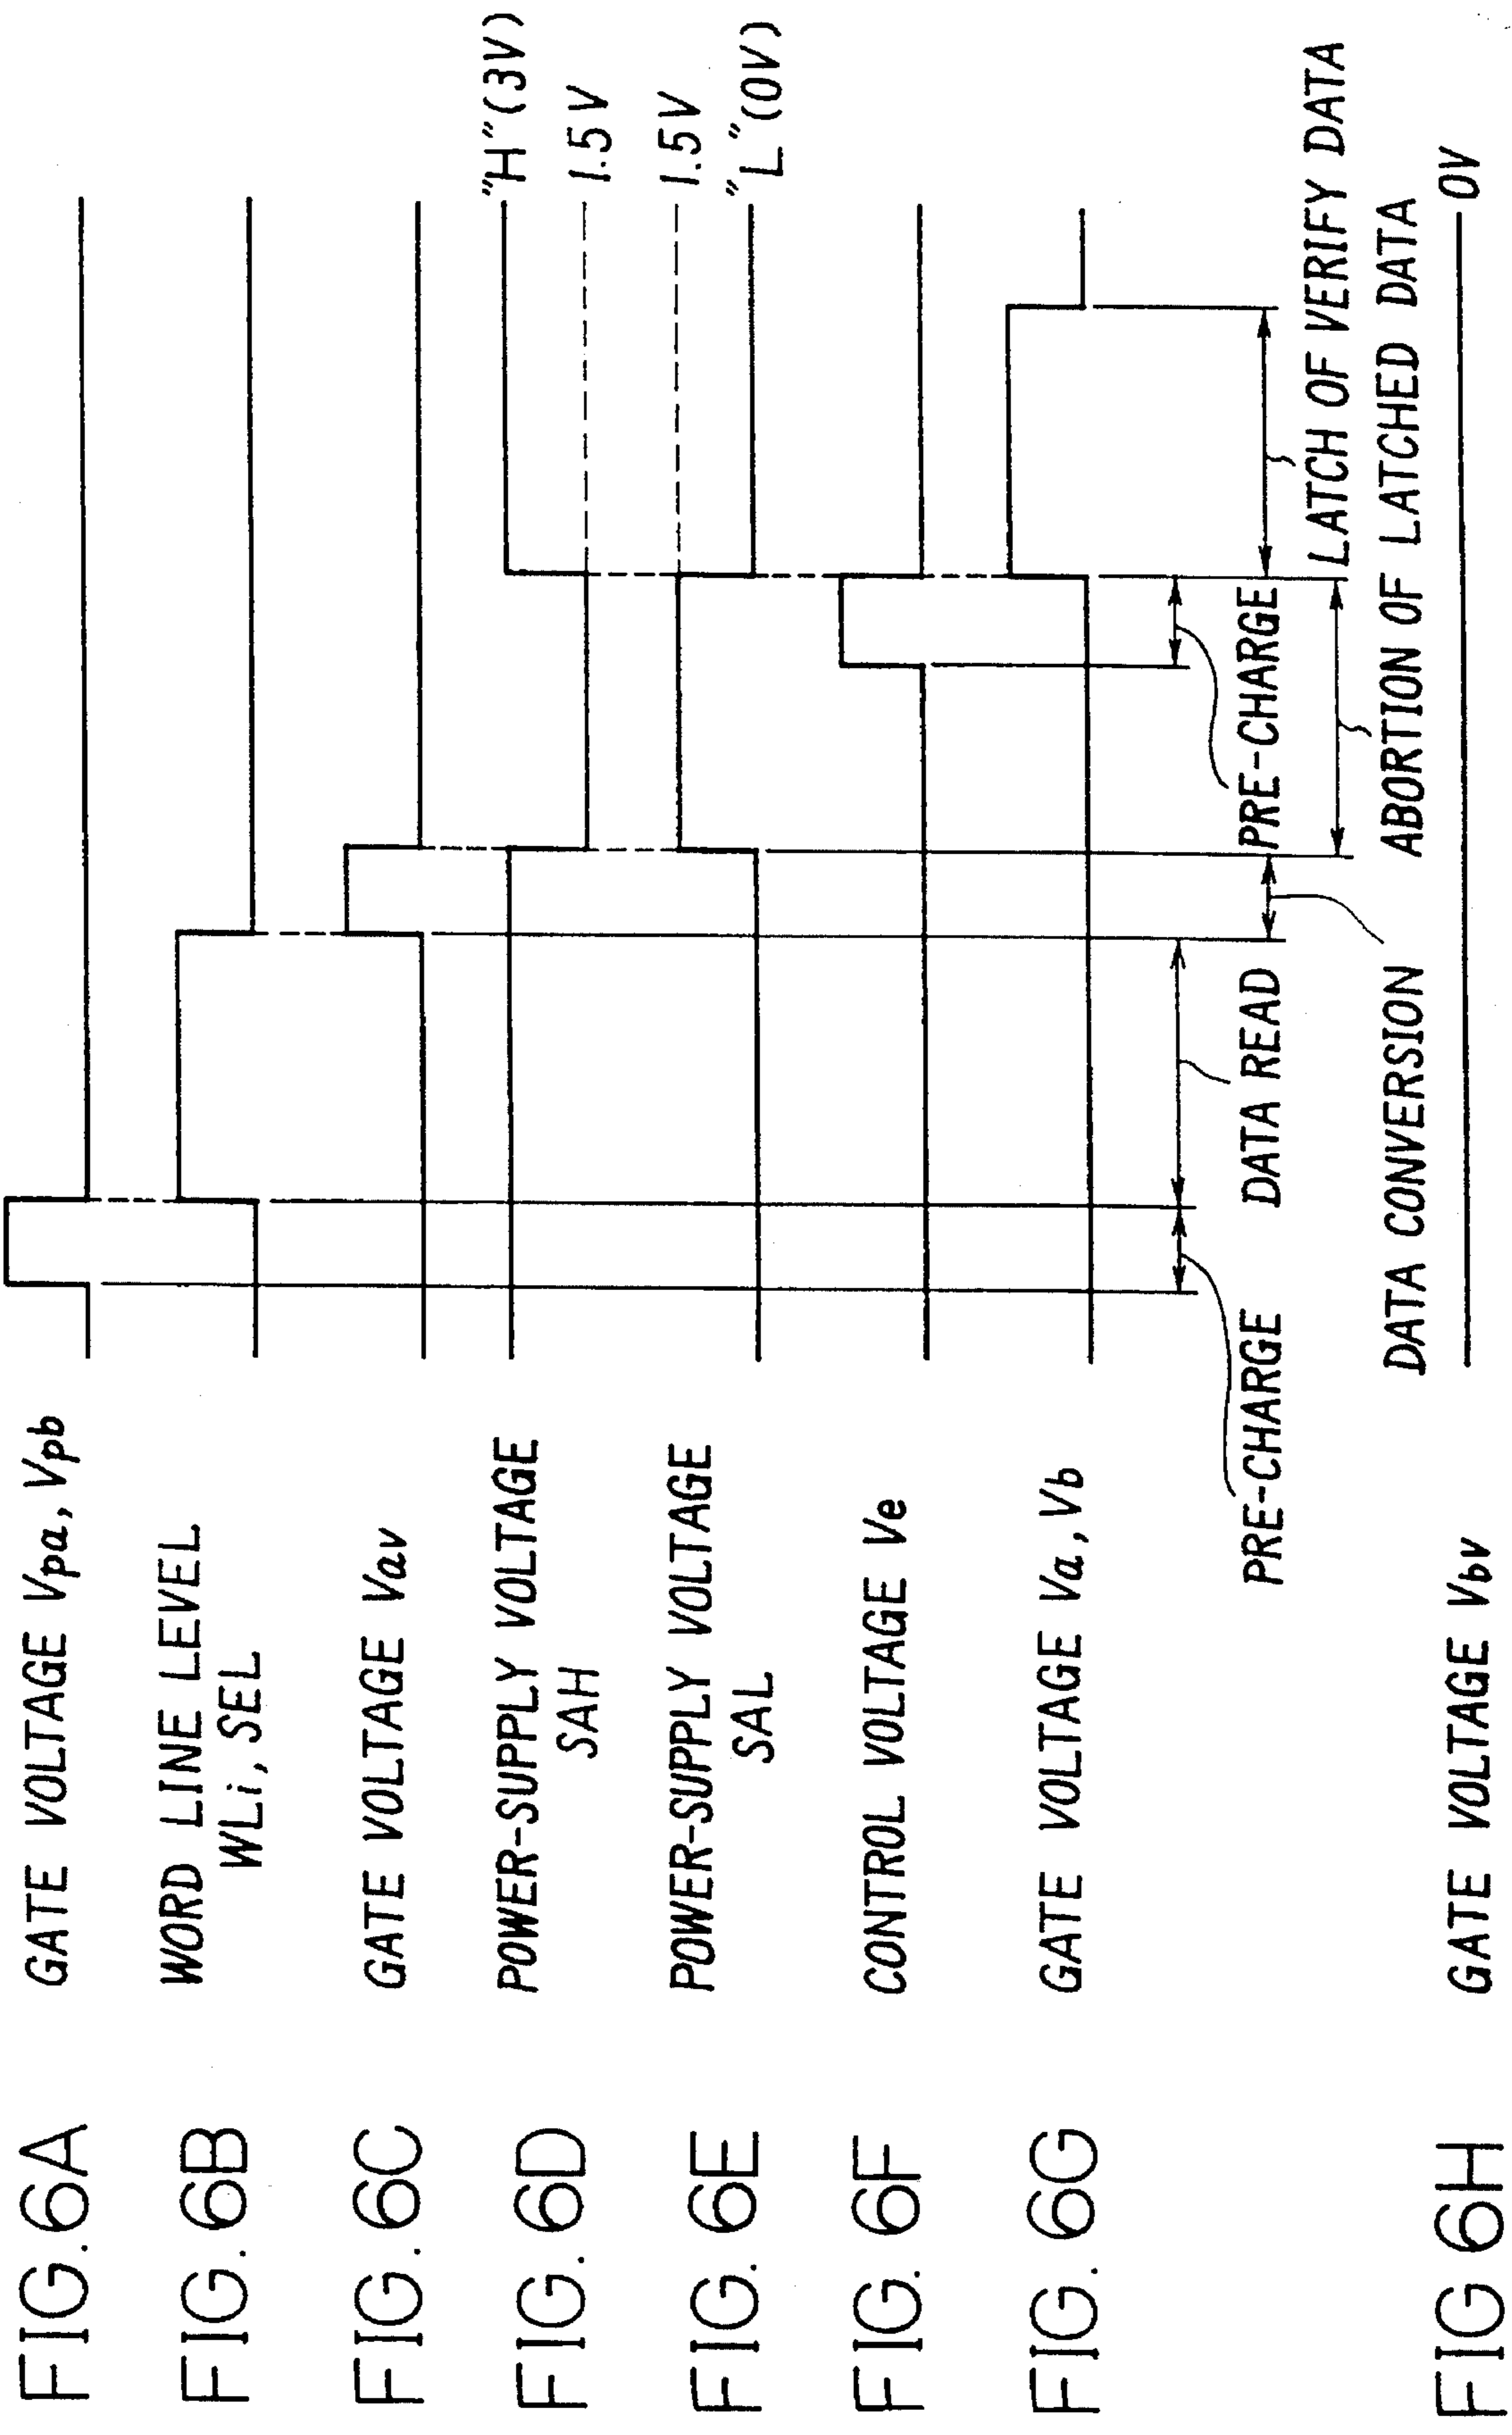 FIG. 6A GATE VOLTAGE Vpa, Vpb
FIG. 6B WORD LINE LEVEL
WLi, SEL
FIG. 6C GATE VOLTAGE Vav
FIG. 6D POWER-SUPPLY VOLTAGE
SAH
"H"(3V)
1.5V
FIG. 6E POWER-SUPPLY VOLTAGE
SAL
1.5V
"L"(0V)
FIG. 6F CONTROL VOLTAGE Ve
FIG. 6G GATE VOLTAGE Va, Vb
PRE-CHARGE DATA READ PRE-CHARGE
LATCH OF VERIFY DATA
DATA CONVERSION ABORTION OF LATCHED DATA
FIG 6H GATE VOLTAGE Vbv 0V